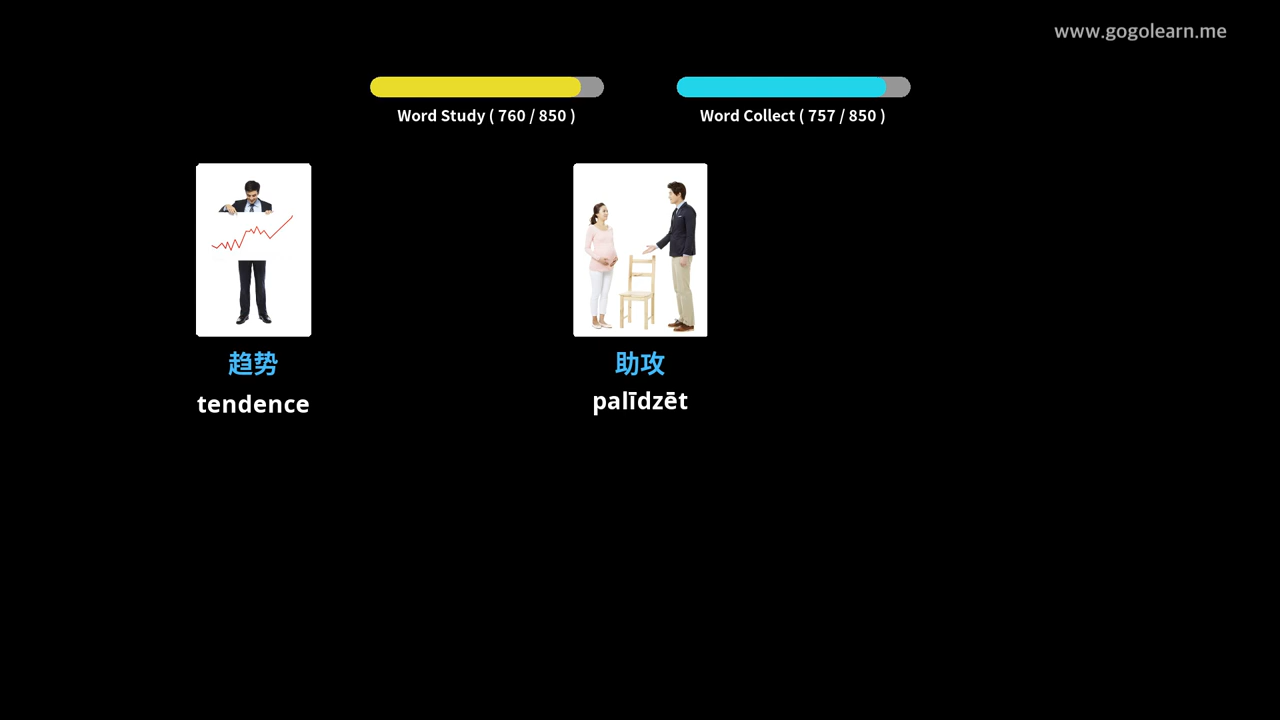 www.gogolearn.me
Word Study ( 760 / 850 )
Word Collect ( 757 / 850 )
趋势
tendence
助攻
palīdzēt